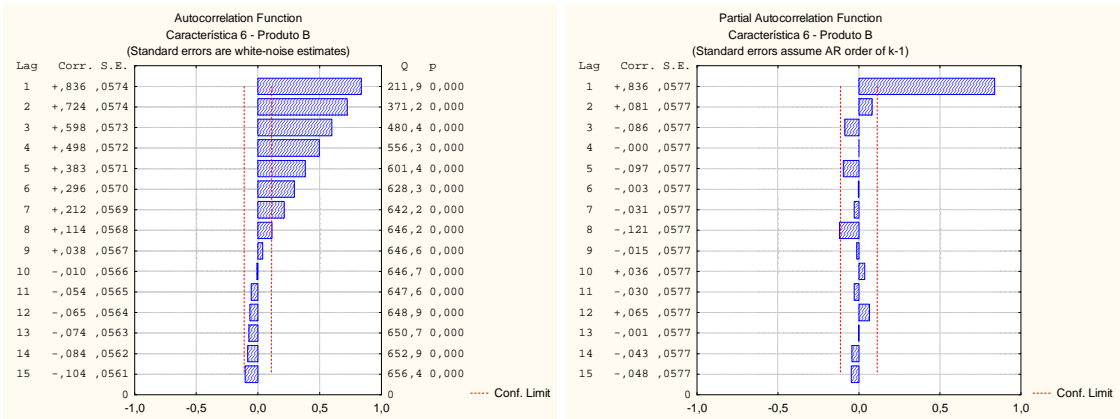 Autocorrelation Function
Característica 6 - Produto B
(Standard errors are white-noise estimates)
Lag Corr. S.E. Q p
1 +,836 ,0574 211,9 0,000
2 +,724 ,0574 371,2 0,000
3 +,598 ,0573 480,4 0,000
4 +,498 ,0572 556,3 0,000
5 +,383 ,0571 601,4 0,000
6 +,296 ,0570 628,3 0,000
7 +,212 ,0569 642,2 0,000
8 +,114 ,0568 646,2 0,000
9 +,038 ,0567 646,6 0,000
10 -,010 ,0566 646,7 0,000
11 -,054 ,0565 647,6 0,000
12 -,065 ,0564 648,9 0,000
13 -,074 ,0563 650,7 0,000
14 -,084 ,0562 652,9 0,000
15 -,104 ,0561 656,4 0,000
0 0
-1,0 -0,5 0,0 0,5 1,0
Conf. Limit
Partial Autocorrelation Function
Característica 6 - Produto B
(Standard errors assume AR order of k-1)
Lag Corr. S.E.
1 +,836 ,0577
2 +,081 ,0577
3 -,086 ,0577
4 -,000 ,0577
5 -,097 ,0577
6 -,003 ,0577
7 -,031 ,0577
8 -,121 ,0577
9 -,015 ,0577
10 +,036 ,0577
11 -,030 ,0577
12 +,065 ,0577
13 -,001 ,0577
14 -,043 ,0577
15 -,048 ,0577
0 0
-1,0 -0,5 0,0 0,5 1,0
Conf. Limit